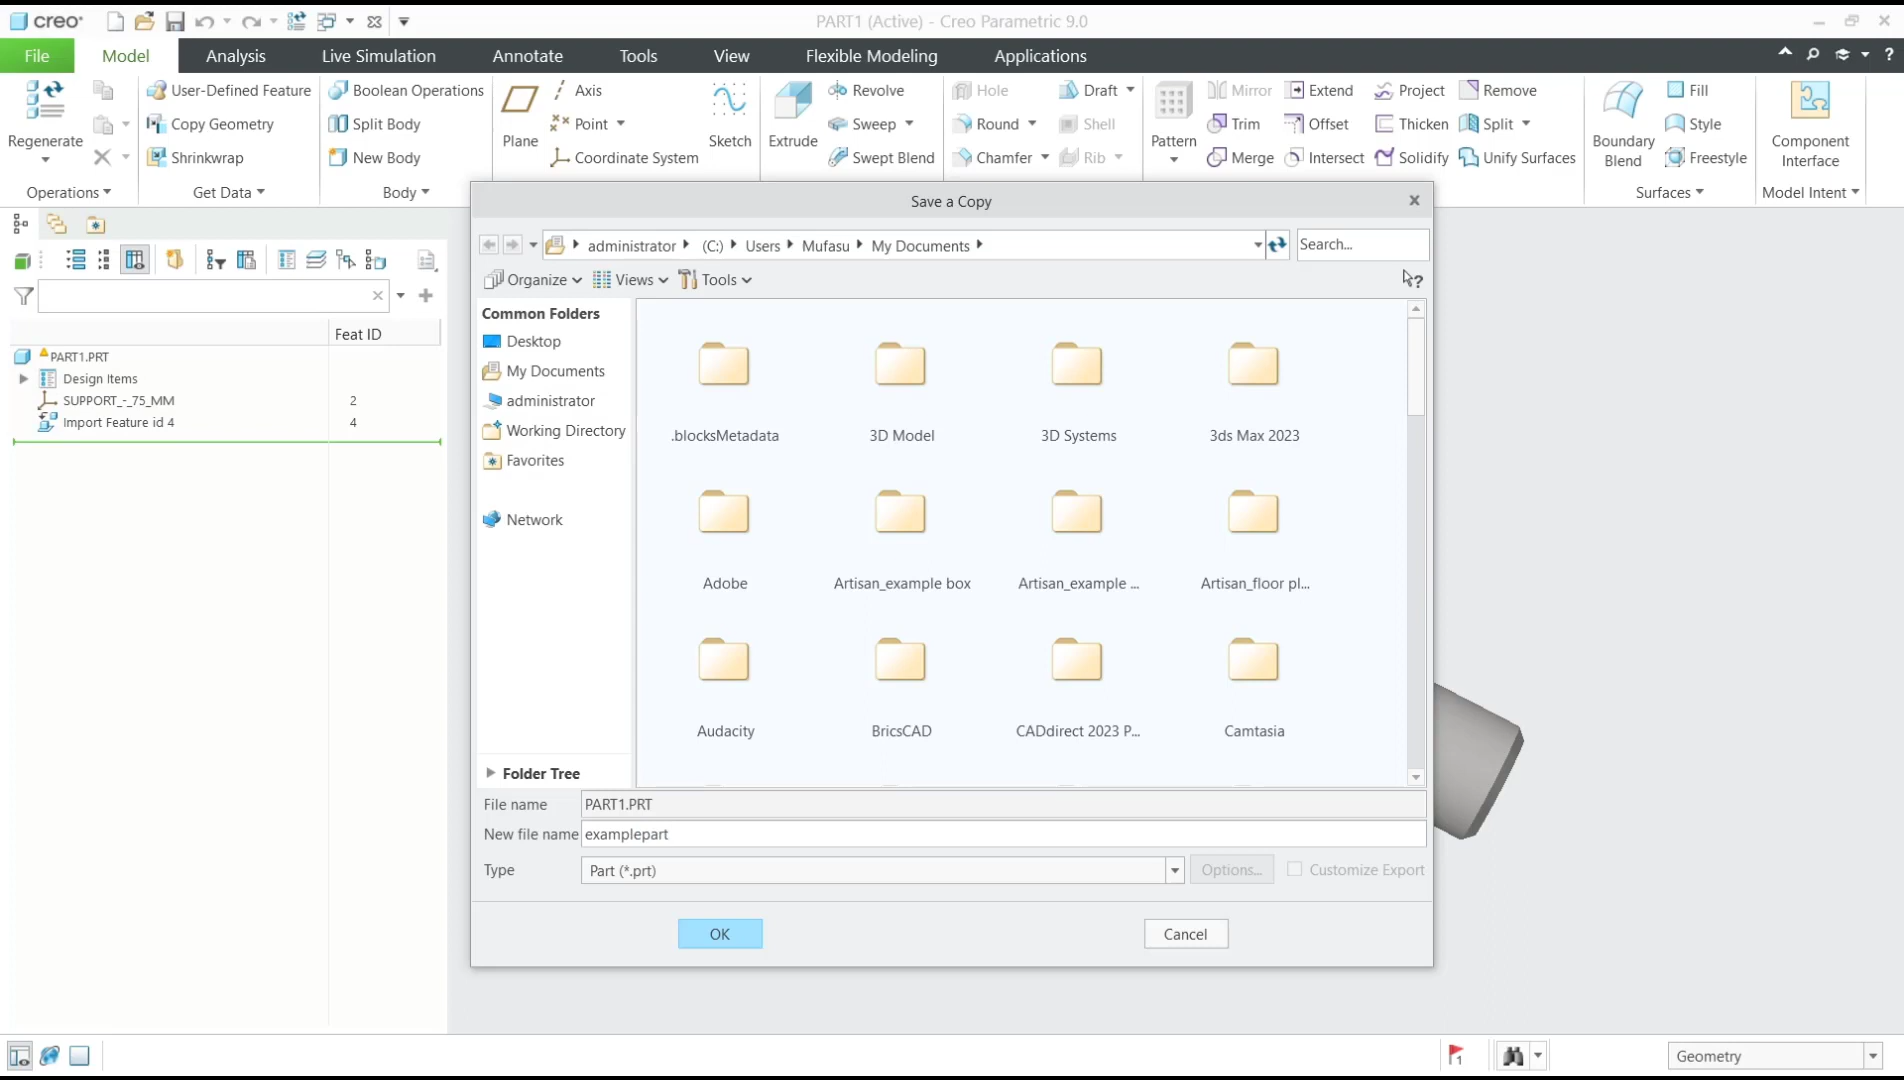 creo®
PART1 (Active) - Creo Parametric 9.0
File Model Analysis Live Simulation Annotate Tools View Flexible Modeling Applications
Regenerate
User-Defined Feature
Copy Geometry
Shrinkwrap
Boolean Operations
Split Body
New Body
Plane
Axis
Point
Coordinate System
Sketch
Extrude
Revolve
Sweep
Swept Blend
Hole
Round
Chamfer
Draft
Shell
Rib
Pattern
Mirror
Trim
Merge
Extend
Offset
Intersect
Project
Thicken
Solidify
Remove
Split
Unify Surfaces
Boundary
Blend
Fill
Style
Freestyle
Component
Interface
Operations
Get Data
Body
Surfaces
Model Intent
Feat ID
PART1.PRT
Design Items
SUPPORT_-_75_MM 2
Import Feature id 4 4
Save a Copy
administrator (C:) Users Mufasu My Documents
Search...
Organize Views Tools
?
Common Folders
Desktop
My Documents
administrator
Working Directory
Favorites
Network
Folder Tree
.blocksMetadata 3D Model 3D Systems 3ds Max 2023
Adobe Artisan_example box Artisan_example ... Artisan_floor pl...
Audacity BricsCAD CADdirect 2023 P... Camtasia
File name PART1.PRT
New file name examplepart
Type Part (*.prt) Options... Customize Export
OK Cancel
1
Geometry